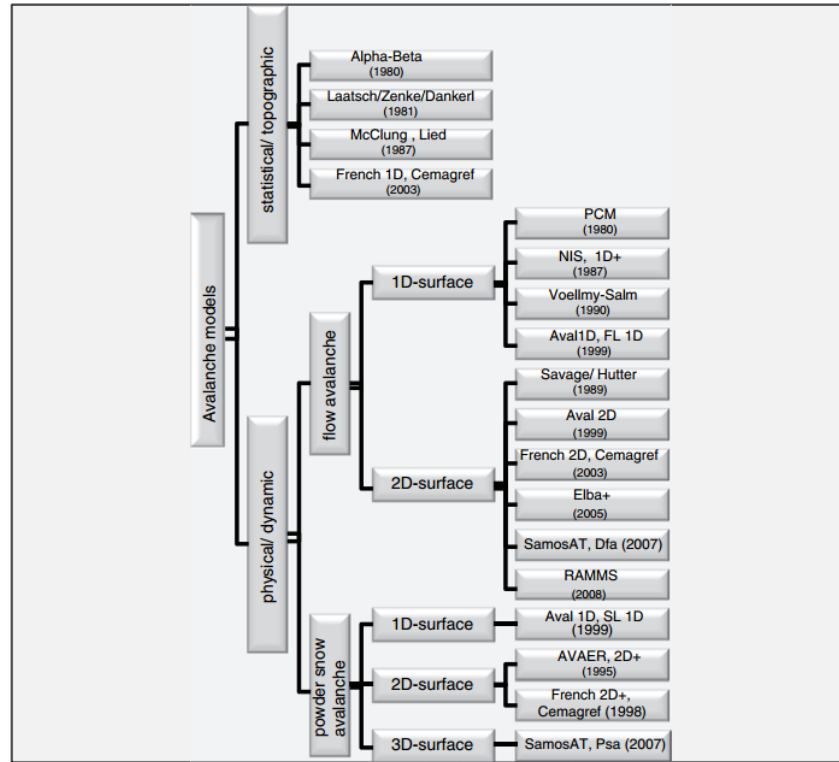 Avalanche models
statistical/ topographic
Alpha-Beta
(1980)
Laatsch/Zenke/Dankerl
(1981)
McClung , Lied
(1987)
French 1D, Cemagref
(2003)
physical/ dynamic
flow avalanche
1D-surface
PCM
(1980)
NIS, 1D+
(1987)
Voellmy-Salm
(1990)
Aval1D, FL 1D
(1999)
2D-surface
Savage/ Hutter
(1989)
Aval 2D
(1999)
French 2D, Cemagref
(2003)
Elba+
(2005)
SamosAT, Dfa (2007)
RAMMS
(2008)
powder snow
avalanche
1D-surface
Aval 1D, SL 1D
(1999)
2D-surface
AVAER, 2D+
(1995)
French 2D+,
Cemagref (1998)
3D-surface
SamosAT, Psa (2007)